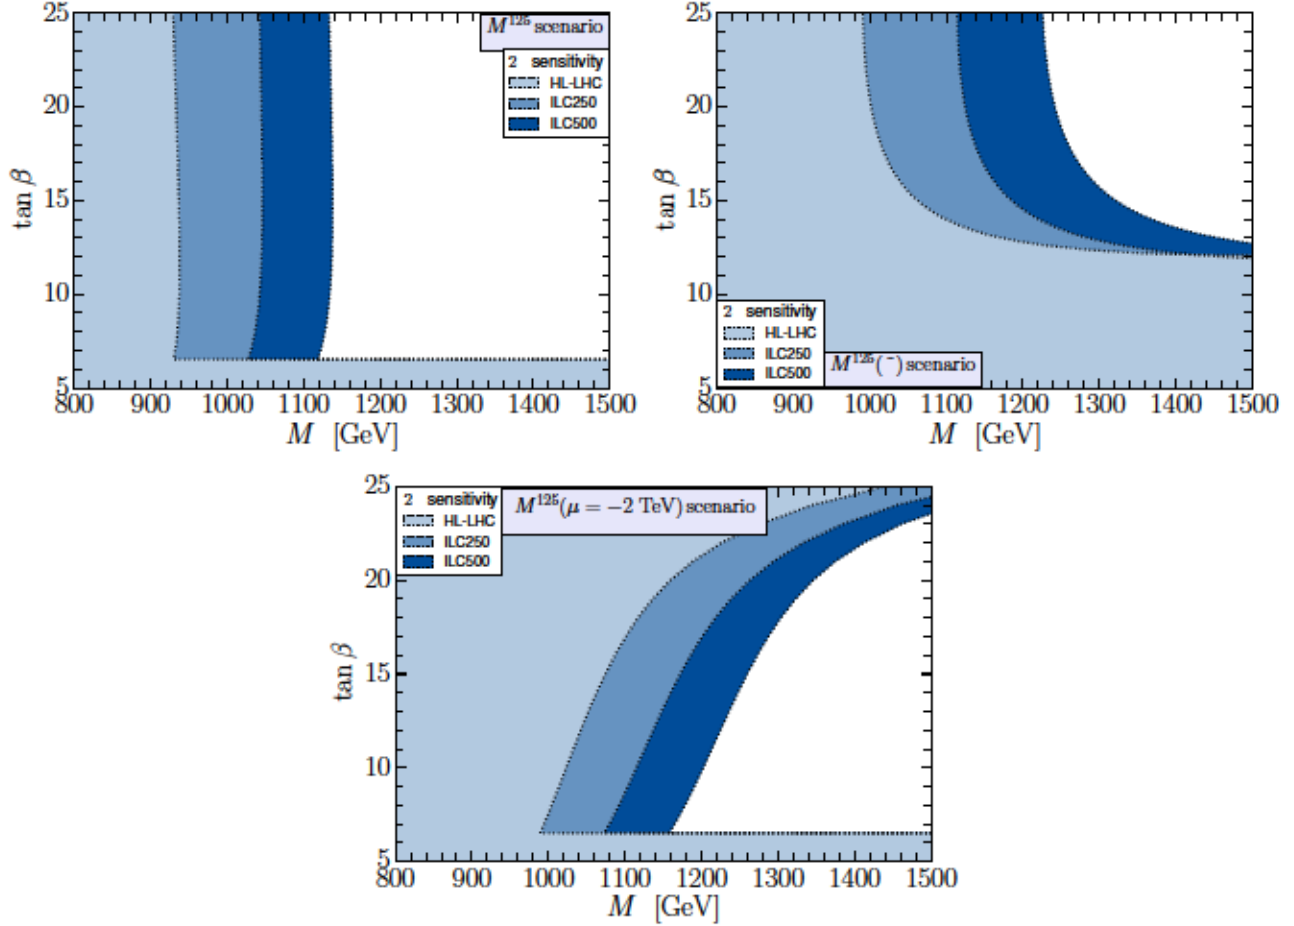 M^125 scenario
2 sensitivity
HL-LHC
ILC250
ILC500
tan β
25
20
15
10
5
800 900 1000 1100 1200 1300 1400 1500
M [GeV]
tan β
25
20
15
10
5
2 sensitivity
HL-LHC
ILC250
ILC500
M^125(˜) scenario
800 900 1000 1100 1200 1300 1400 1500
M [GeV]
tan β
25
20
15
10
5
2 sensitivity
HL-LHC
ILC250
ILC500
M^125(μ = −2 TeV) scenario
800 900 1000 1100 1200 1300 1400 1500
M [GeV]